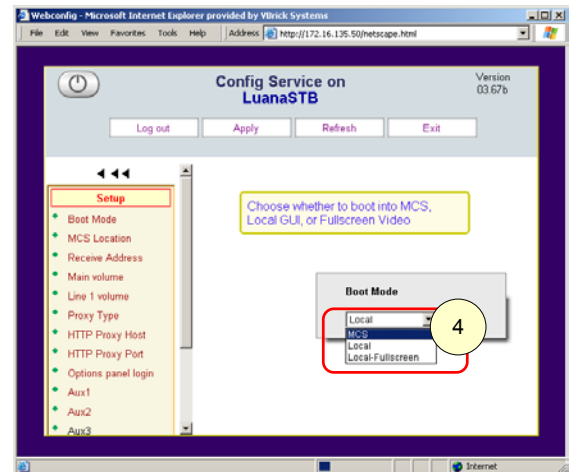 Webconfig - Microsoft Internet Explorer provided by VBrick Systems
File Edit View Favorites Tools Help Address http://172.16.135.50/netscape.html
Config Service on
LuanaSTB
Version
03.67b
Log out Apply Refresh Exit
Setup
Boot Mode
MCS Location
Receive Address
Main volume
Line 1 volume
Proxy Type
HTTP Proxy Host
HTTP Proxy Port
Options panel login
Aux1
Aux2
Aux3
Choose whether to boot into MCS,
Local GUI, or Fullscreen Video
Boot Mode
Local
MCS
Local
Local-Fullscreen
4
Internet